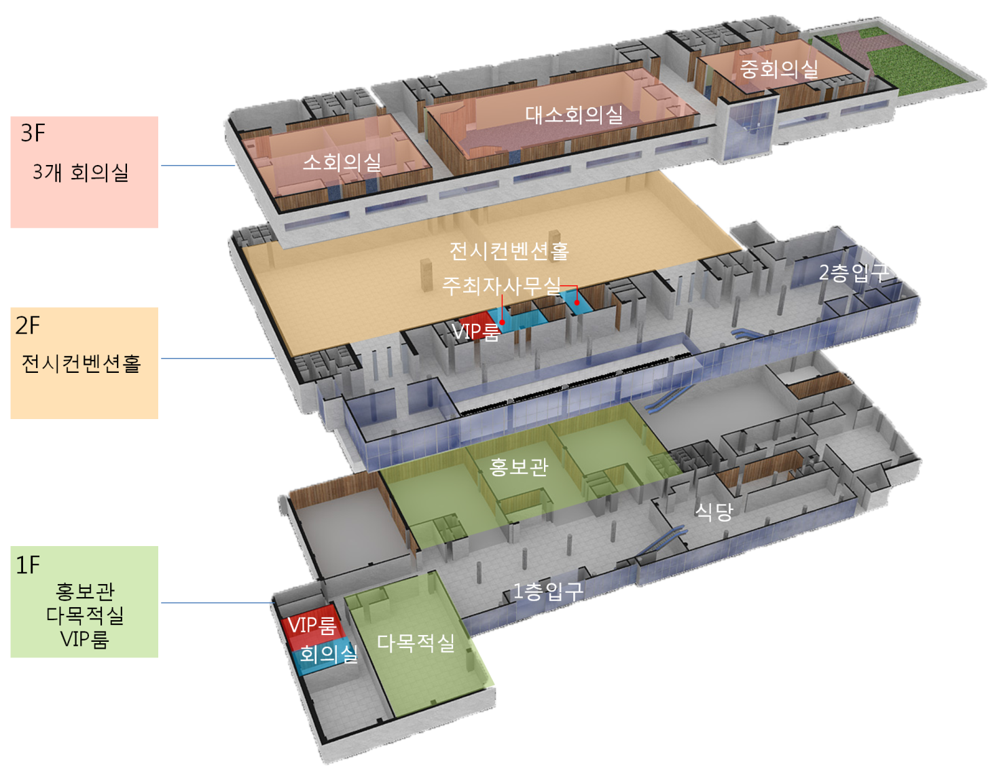 3F
3개 회의실
중회의실
대소회의실
소회의실
2F
전시컨벤션홀
전시컨벤션홀
주최자사무실
VIP룸
2층입구
1F
홍보관
다목적실
VIP룸
홍보관
식당
1층입구
VIP룸
회의실
다목적실